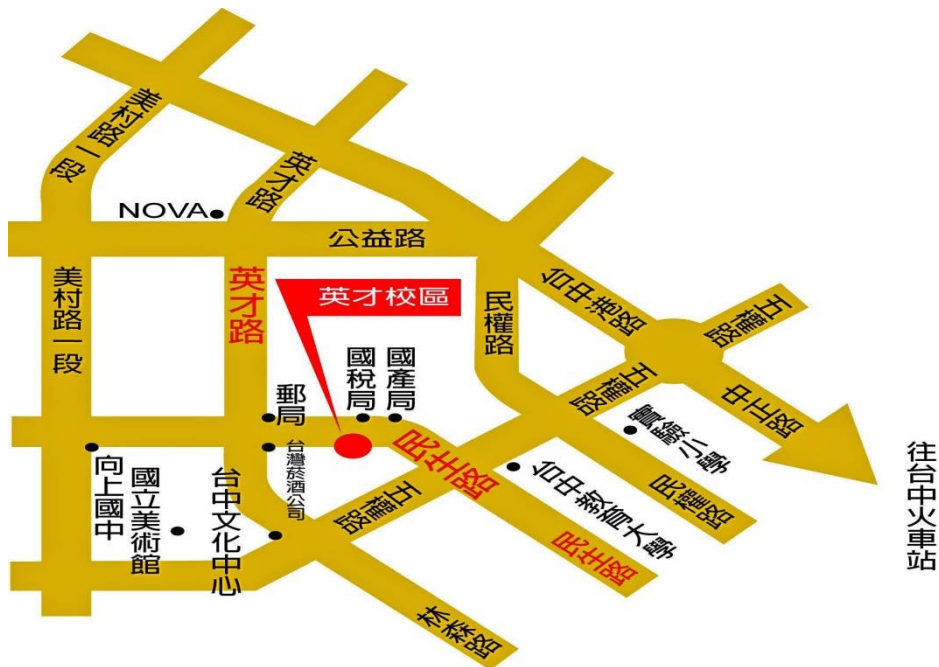 美村路一段
英才路
NOVA
公益路
美村路一段
英才路
英才校區
民權路
台中港路
五權路
五權路
中正路
郵局
國稅局
國產局
台灣菸酒公司
民生路
實驗小學
向上國中
國立美術館
台中文化中心
五權路
台中教育大學
民權路
民生路
林森路
往台中火車站